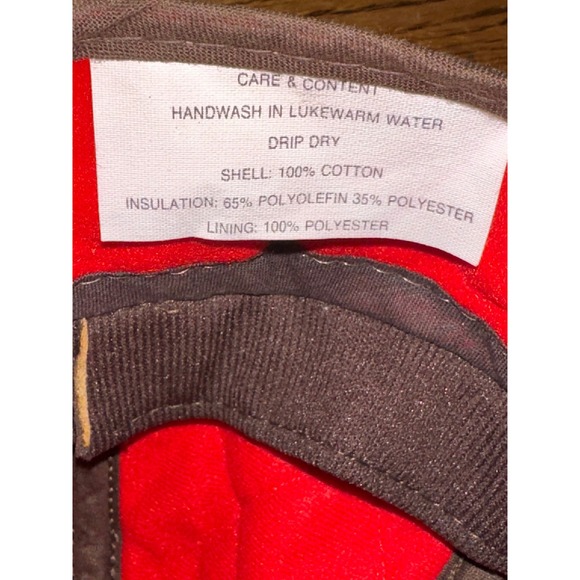 CARE & CONTENT
HANDWASH IN LUKEWARM WATER
DRIP DRY
SHELL: 100% COTTON
INSULATION: 65% POLYOLEFIN 35% POLYESTER
LINING: 100% POLYESTER